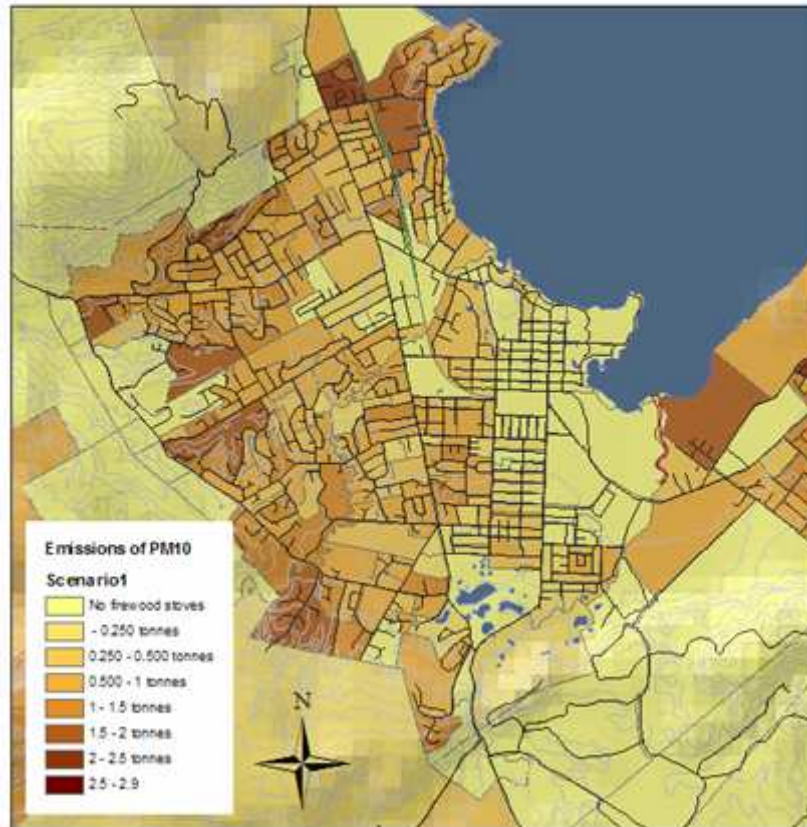 Emissions of PM10
Scenario1
No firewood stoves
- 0.250 tonnes
0.250 - 0.500 tonnes
0.500 - 1 tonnes
1 - 1.5 tonnes
1.5 - 2 tonnes
2 - 2.5 tonnes
2.5 - 2.9
N